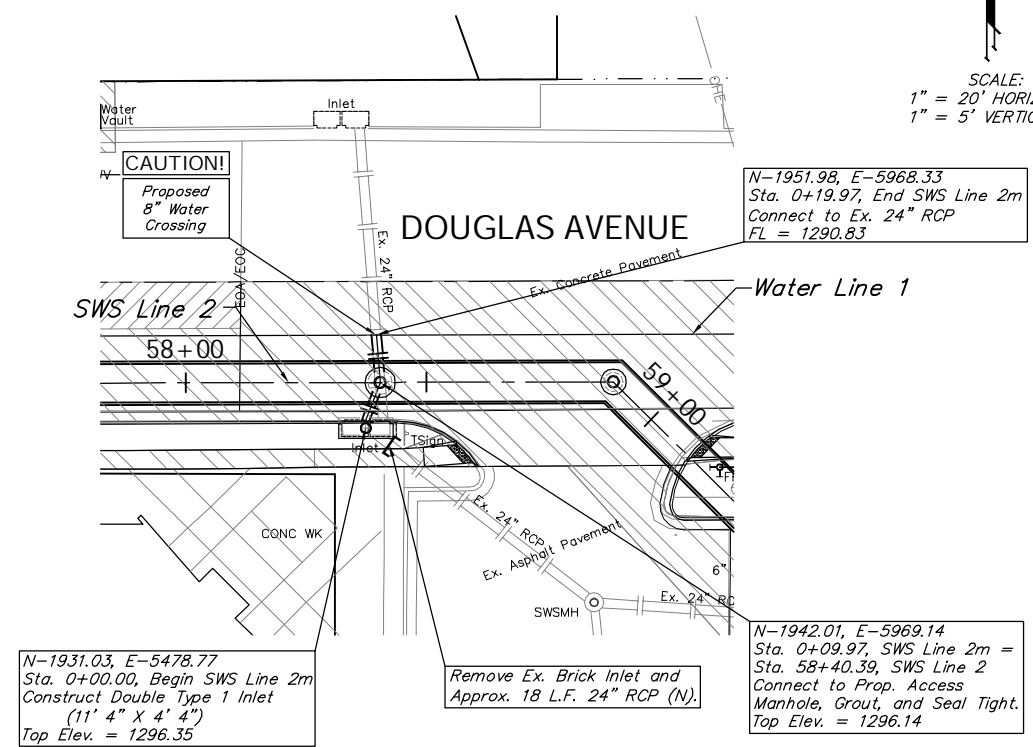 SCALE:
1" = 20' HORIZ
1" = 5' VERTIC
OHE
Water
Vault
Inlet
CAUTION!
Proposed
8" Water
Crossing
N-1951.98, E-5968.33
Sta. 0+19.97, End SWS Line 2m
Connect to Ex. 24" RCP
FL = 1290.83
DOUGLAS AVENUE
Ex. 24" RCP
Ex. Concrete Pavement
EOA/EOC
SWS Line 2
Water Line 1
58+00
59+00
Inlet
TSign
CONC WK
Ex. 24" RCP
Ex. Asphalt Pavement
6"
SWSMH
Ex. 24" RC
N-1931.03, E-5478.77
Sta. 0+00.00, Begin SWS Line 2m
Construct Double Type 1 Inlet
(11' 4" X 4' 4")
Top Elev. = 1296.35
Remove Ex. Brick Inlet and
Approx. 18 L.F. 24" RCP (N).
N-1942.01, E-5969.14
Sta. 0+09.97, SWS Line 2m =
Sta. 58+40.39, SWS Line 2
Connect to Prop. Access
Manhole, Grout, and Seal Tight.
Top Elev. = 1296.14